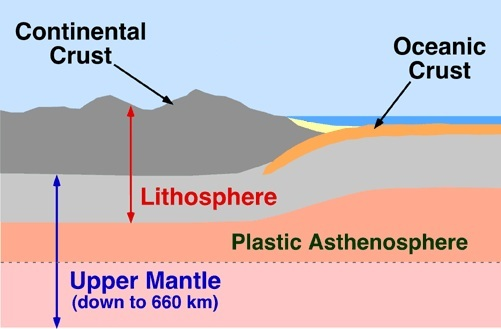 Continental
Crust
Oceanic
Crust
Lithosphere
Plastic Asthenosphere
Upper Mantle
(down to 660 km)